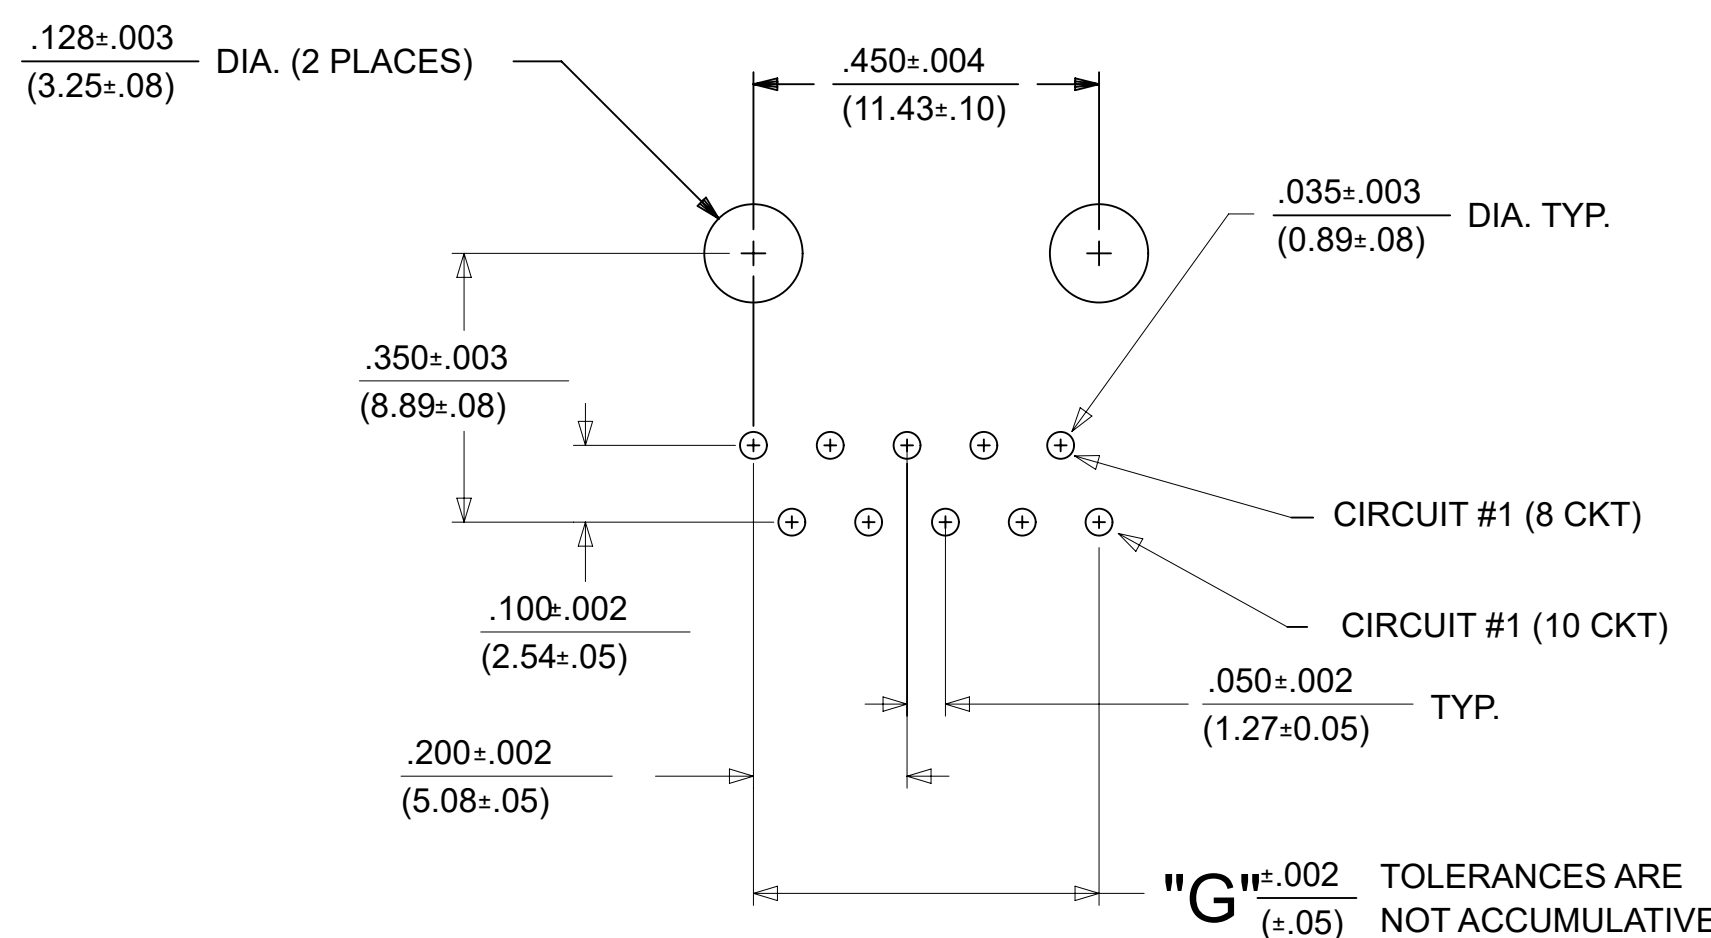 .128±.003
(3.25±.08)
DIA. (2 PLACES)
.450±.004
(11.43±.10)
.035±.003
(0.89±.08)
DIA. TYP.
.350±.003
(8.89±.08)
CIRCUIT #1 (8 CKT)
.100±.002
(2.54±.05)
CIRCUIT #1 (10 CKT)
.050±.002
(1.27±0.05)
TYP.
.200±.002
(5.08±.05)
"G"
±.002
(±.05)
TOLERANCES ARE
NOT ACCUMULATIVE